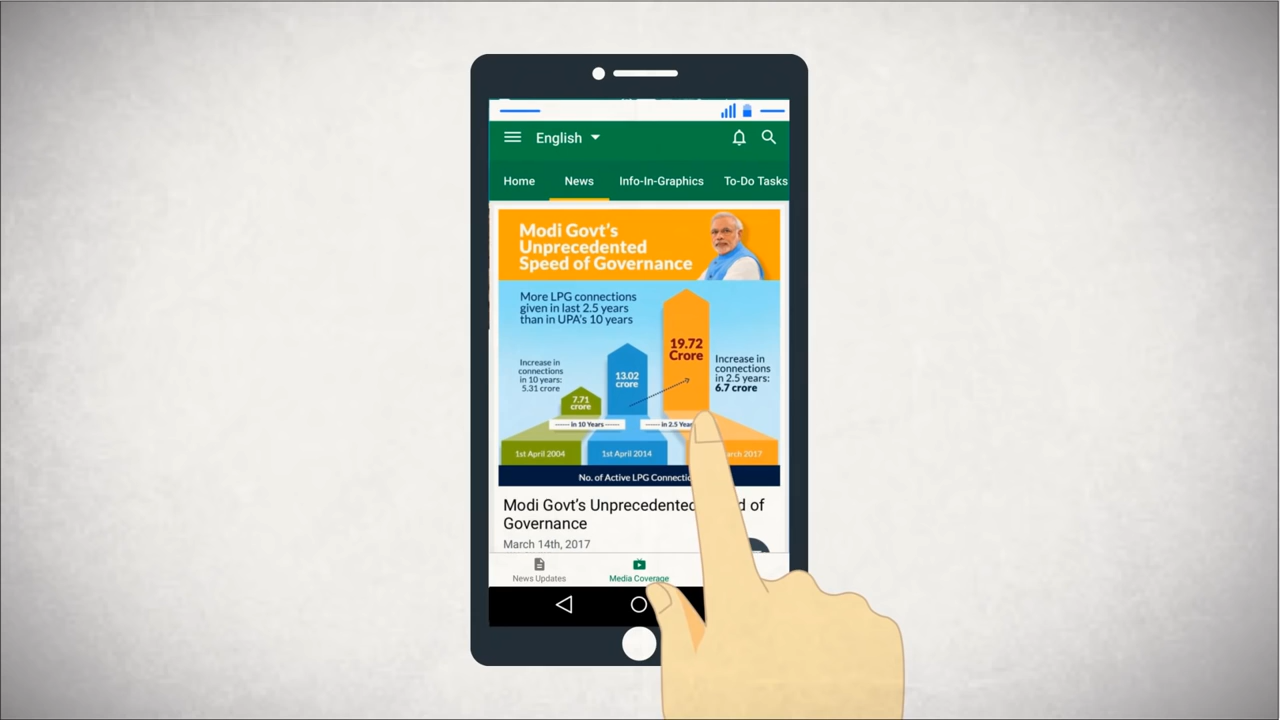 English
Home News Info-In-Graphics To-Do Tasks
Modi Govt's
Unprecedented
Speed of Governance
More LPG connections
given in last 2.5 years
than in UPA's 10 years
Increase in
connections
in 10 years:
5.31 crore
7.71
crore
13.02
crore
19.72
Crore
Increase in
connections
in 2.5 years:
6.7 crore
in 10 Years
in 2.5
1st April 2004
1st April 2014
2017
No. of Active LPG
Modi Govt's Unprecedented of
Governance
March 14th, 2017
News Updates
Media Coverage